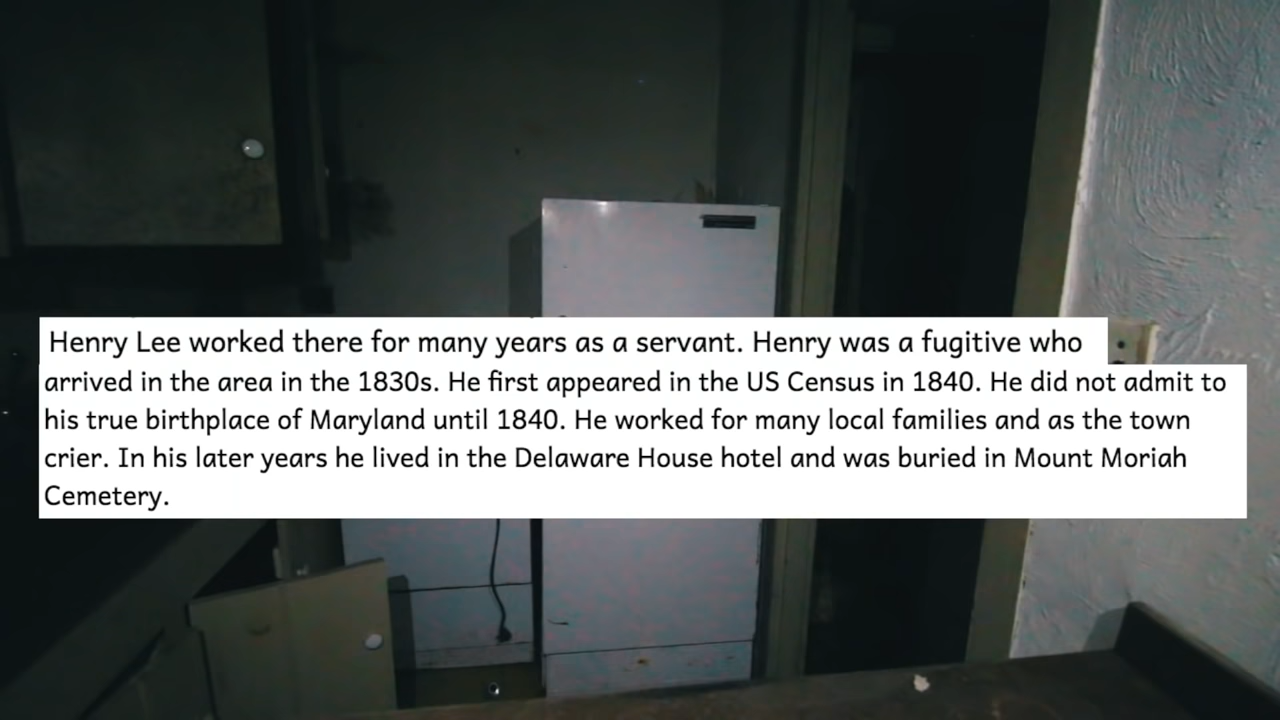 Henry Lee worked there for many years as a servant. Henry was a fugitive who
arrived in the area in the 1830s. He first appeared in the US Census in 1840. He did not admit to
his true birthplace of Maryland until 1840. He worked for many local families and as the town
crier. In his later years he lived in the Delaware House hotel and was buried in Mount Moriah
Cemetery.